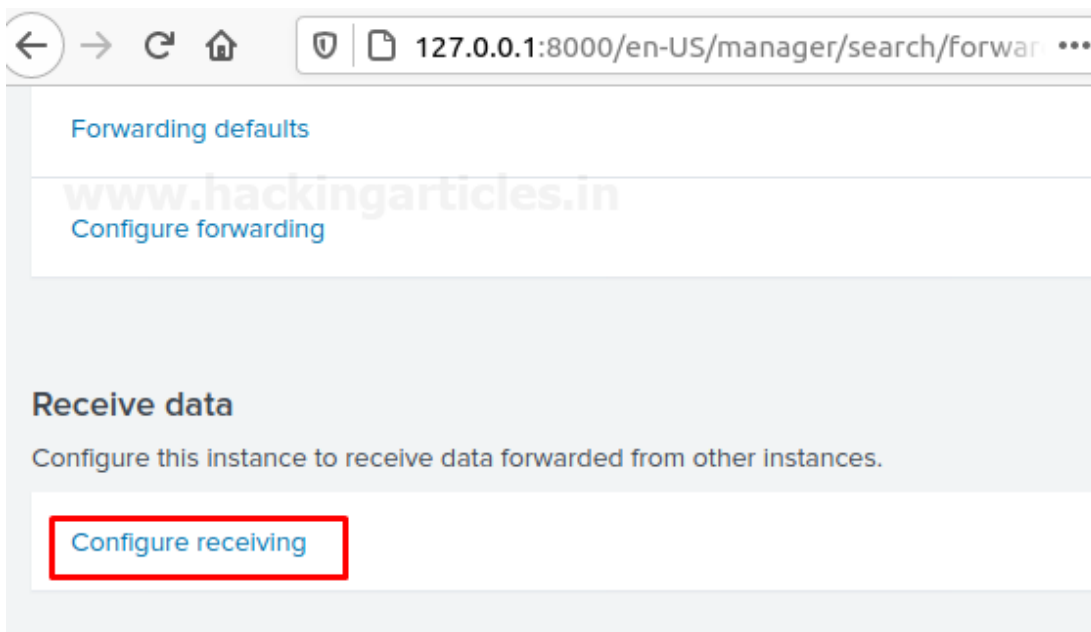 127.0.0.1:8000/en-US/manager/search/forwar
Forwarding defaults
www.hackingarticles.in
Configure forwarding
Receive data
Configure this instance to receive data forwarded from other instances.
Configure receiving